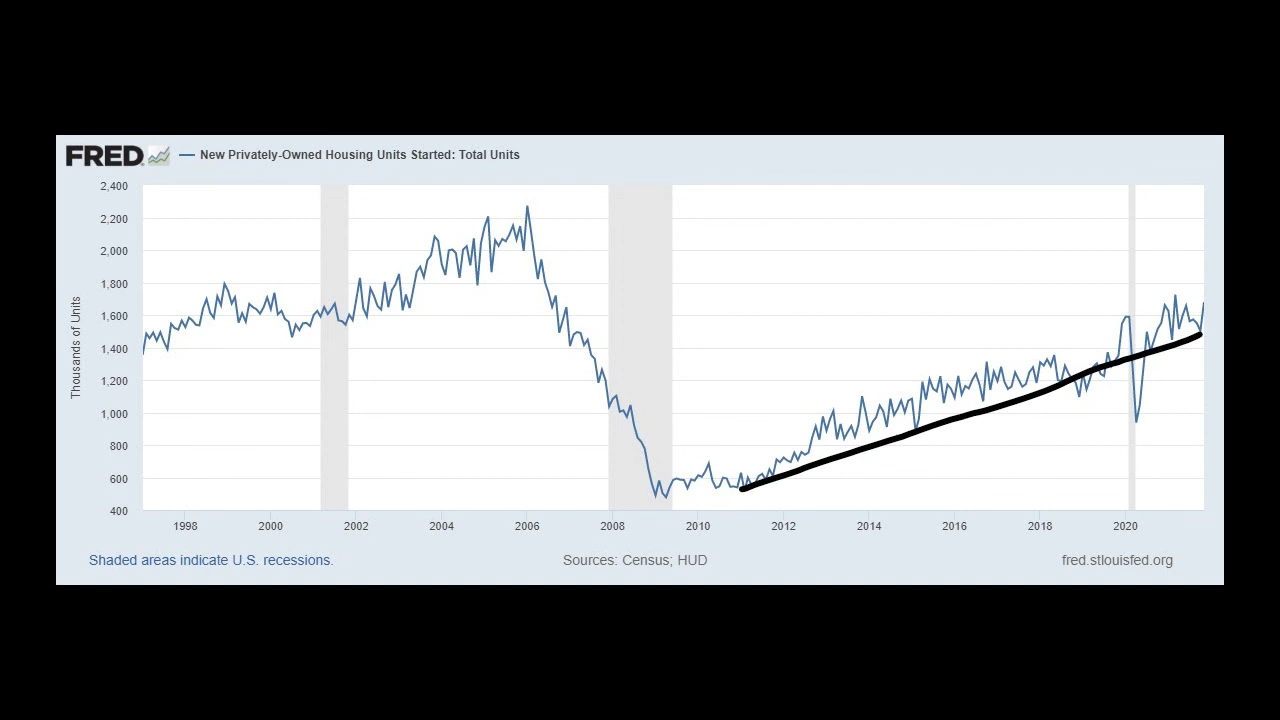 FRED — New Privately-Owned Housing Units Started: Total Units
2,400
2,200
2,000
1,800
1,600
1,400
1,200
1,000
800
600
400
Thousands of Units
1998 2000 2002 2004 2006 2008 2010 2012 2014 2016 2018 2020
Shaded areas indicate U.S. recessions. Sources: Census; HUD fred.stlouisfed.org